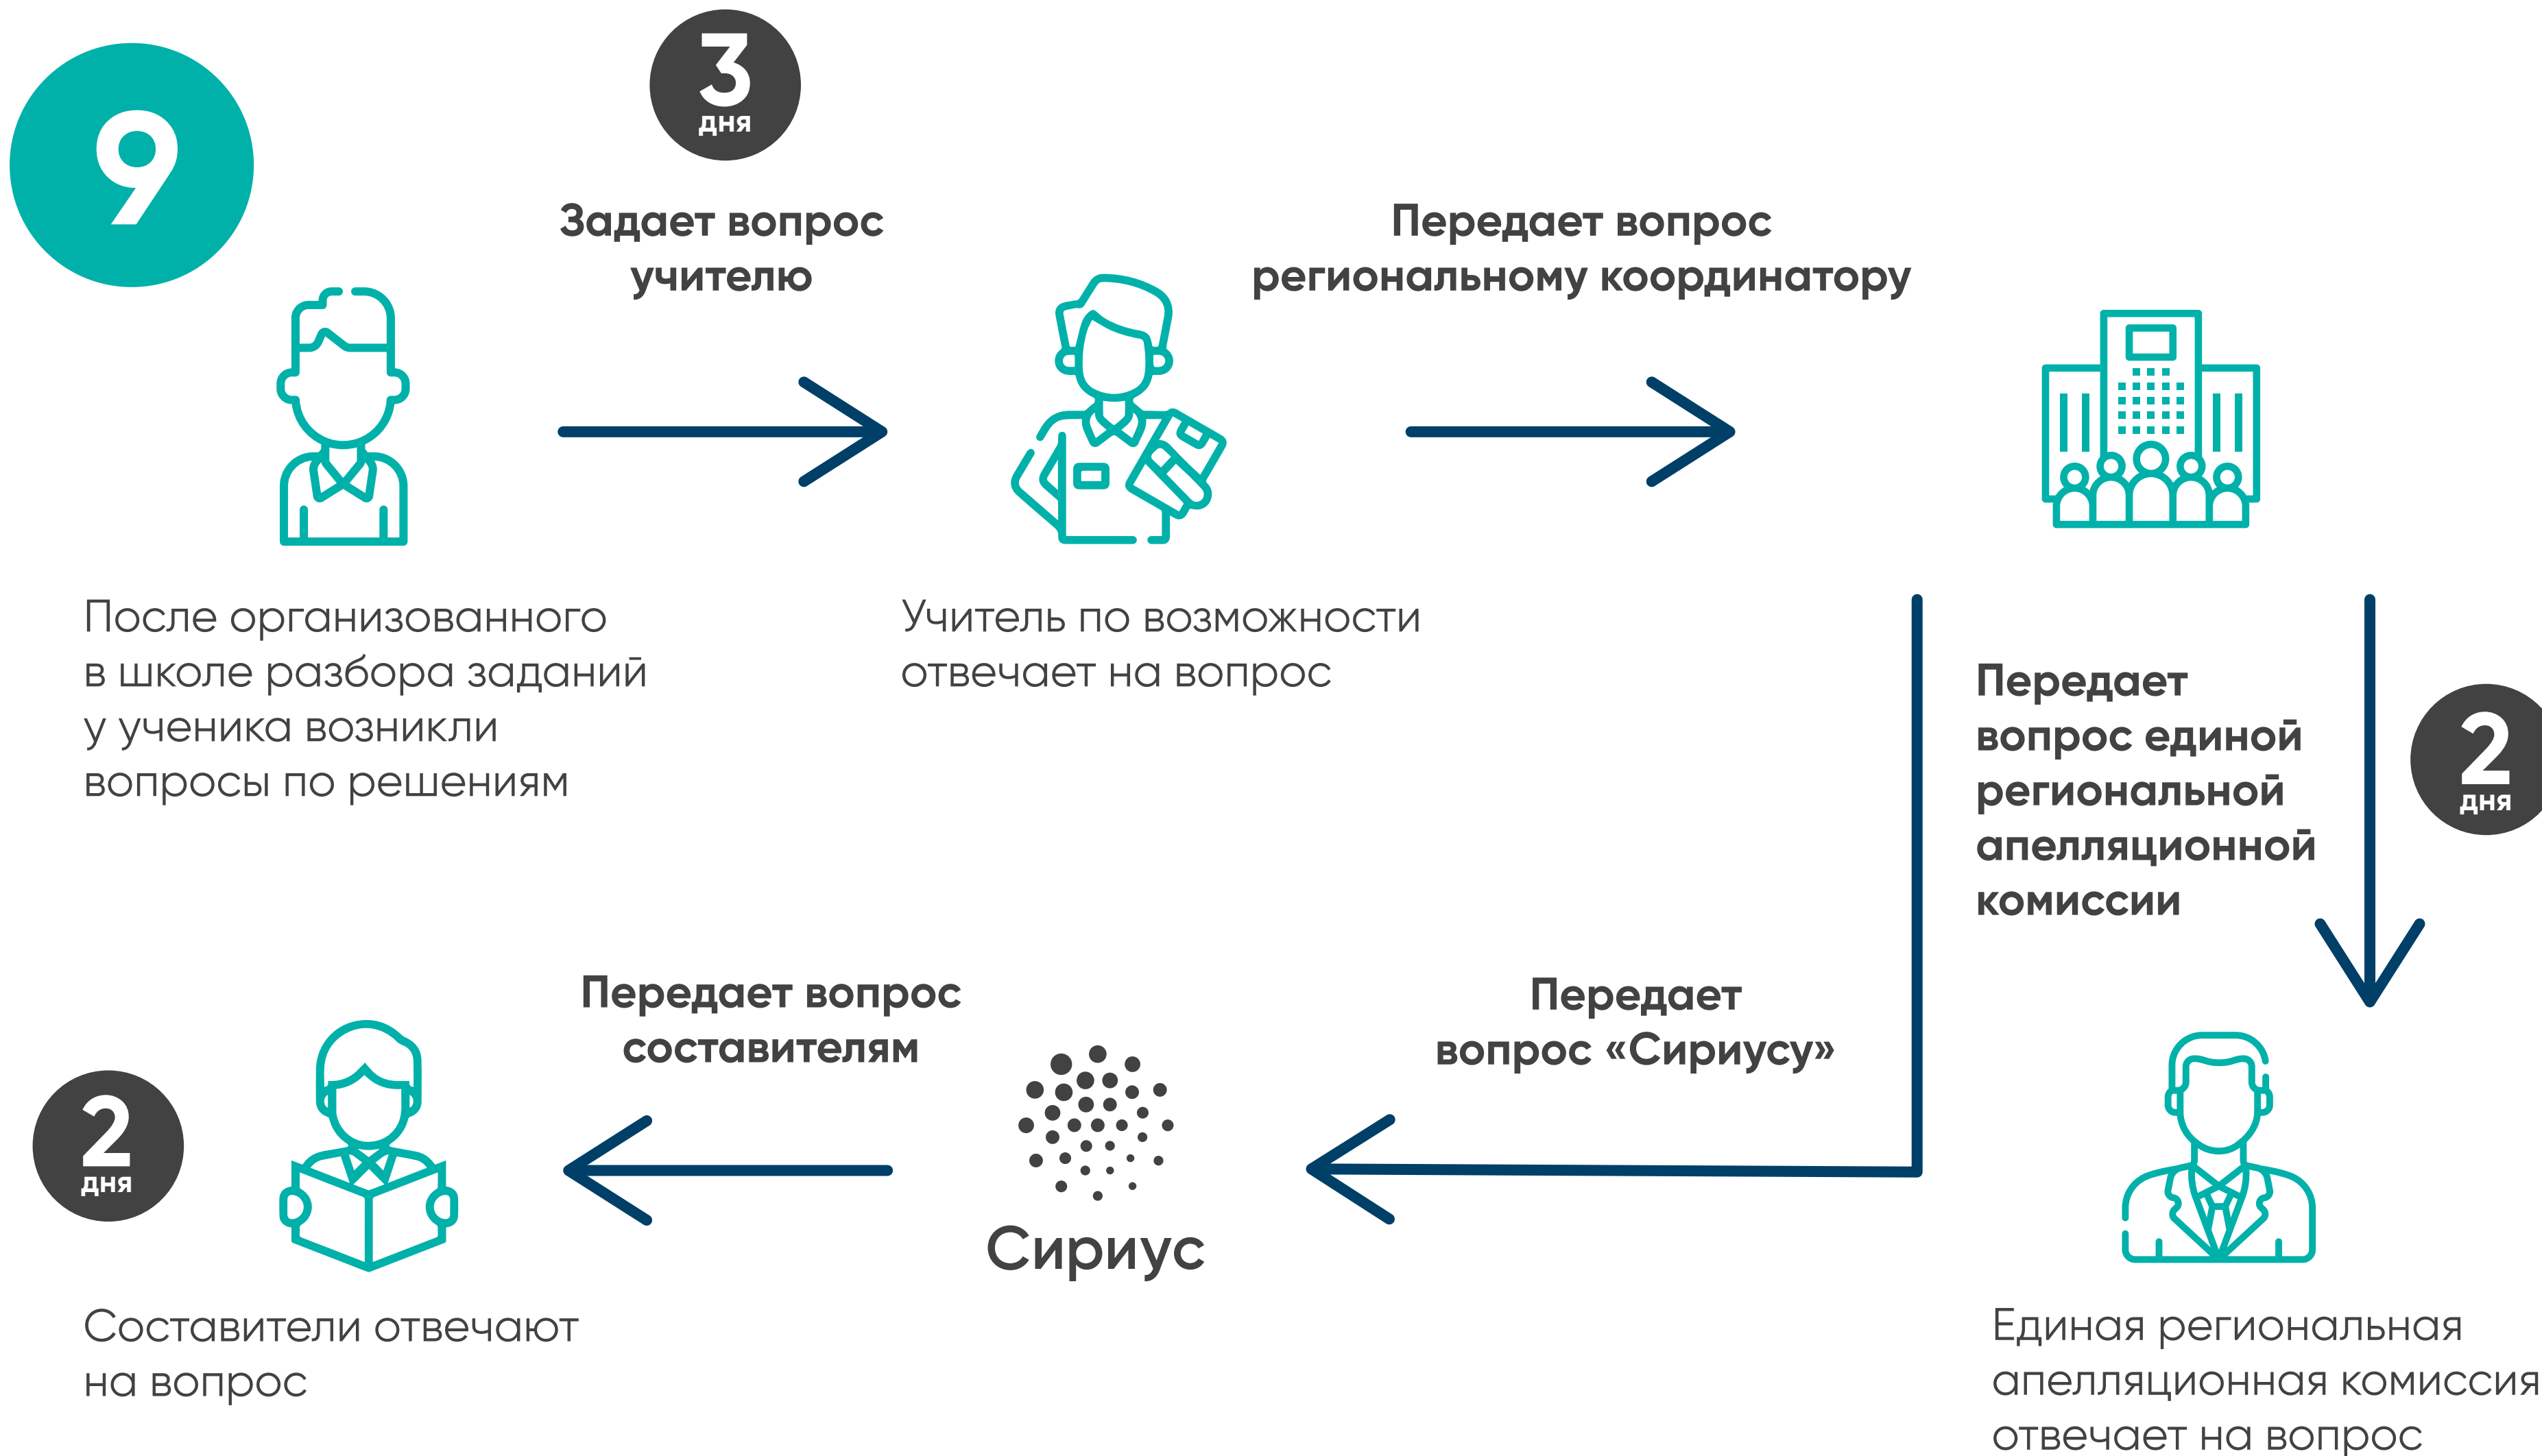 9
3
дня
Задает вопрос
учителю
Передает вопрос
региональному координатору
После организованного
в школе разбора заданий
у ученика возникли
вопросы по решениям
Учитель по возможности
отвечает на вопрос
Передает
вопрос единой
региональной
апелляционной
комиссии
2
дня
Передает
вопрос «Сириусу»
Передает вопрос
составителям
2
дня
Сириус
Составители отвечают
на вопрос
Единая региональная
апелляционная комиссия
отвечает на вопрос